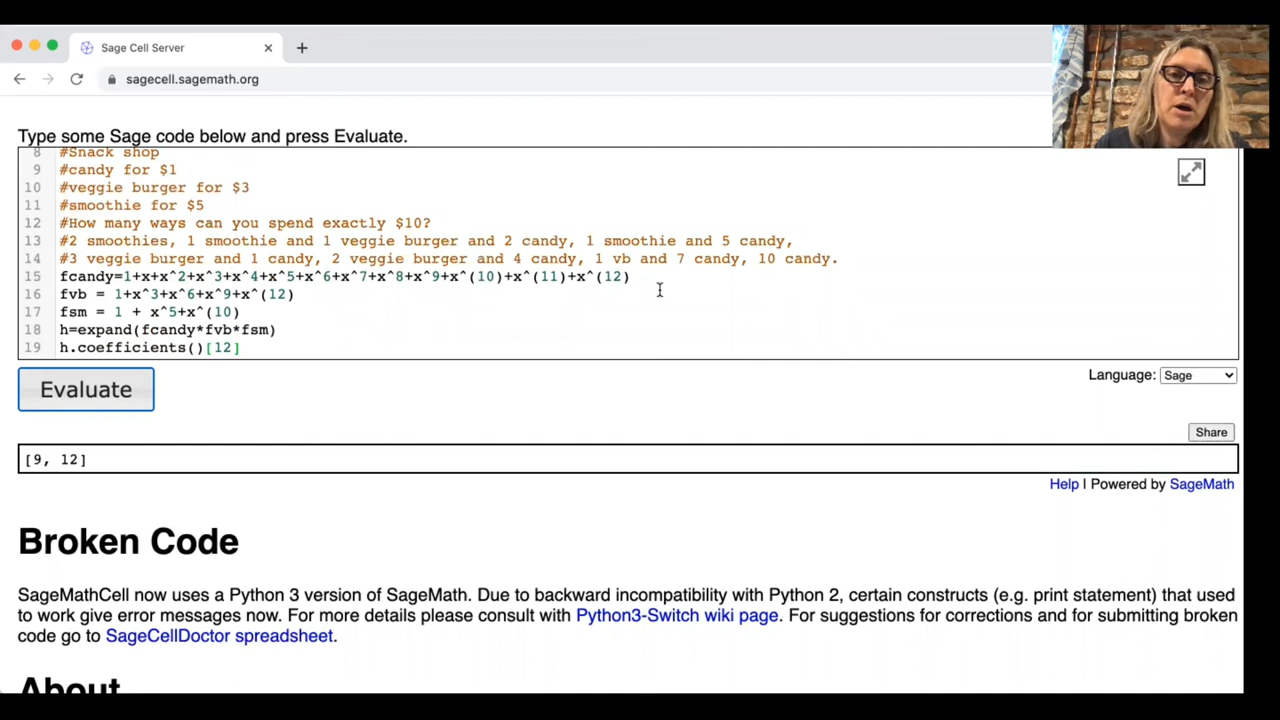 Sage Cell Server
sagecell.sagemath.org
Type some Sage code below and press Evaluate.
8 #Snack shop
9 #candy for $1
10 #veggie burger for $3
11 #smoothie for $5
12 #How many ways can you spend exactly $10?
13 #2 smoothies, 1 smoothie and 1 veggie burger and 2 candy, 1 smoothie and 5 candy,
14 #3 veggie burger and 1 candy, 2 veggie burger and 4 candy, 1 vb and 7 candy, 10 candy.
15 fcandy=1+x+x^2+x^3+x^4+x^5+x^6+x^7+x^8+x^9+x^(10)+x^(11)+x^(12)
16 fvb = 1+x^3+x^6+x^9+x^(12)
17 fsm = 1 + x^5+x^(10)
18 h=expand(fcandy*fvb*fsm)
19 h.coefficients()[12]
Evaluate
Language: Sage
Share
[9, 12]
Help | Powered by SageMath
Broken Code
SageMathCell now uses a Python 3 version of SageMath. Due to backward incompatibility with Python 2, certain constructs (e.g. print statement) that used
to work give error messages now. For more details please consult with Python3-Switch wiki page. For suggestions for corrections and for submitting broken
code go to SageCellDoctor spreadsheet.
About